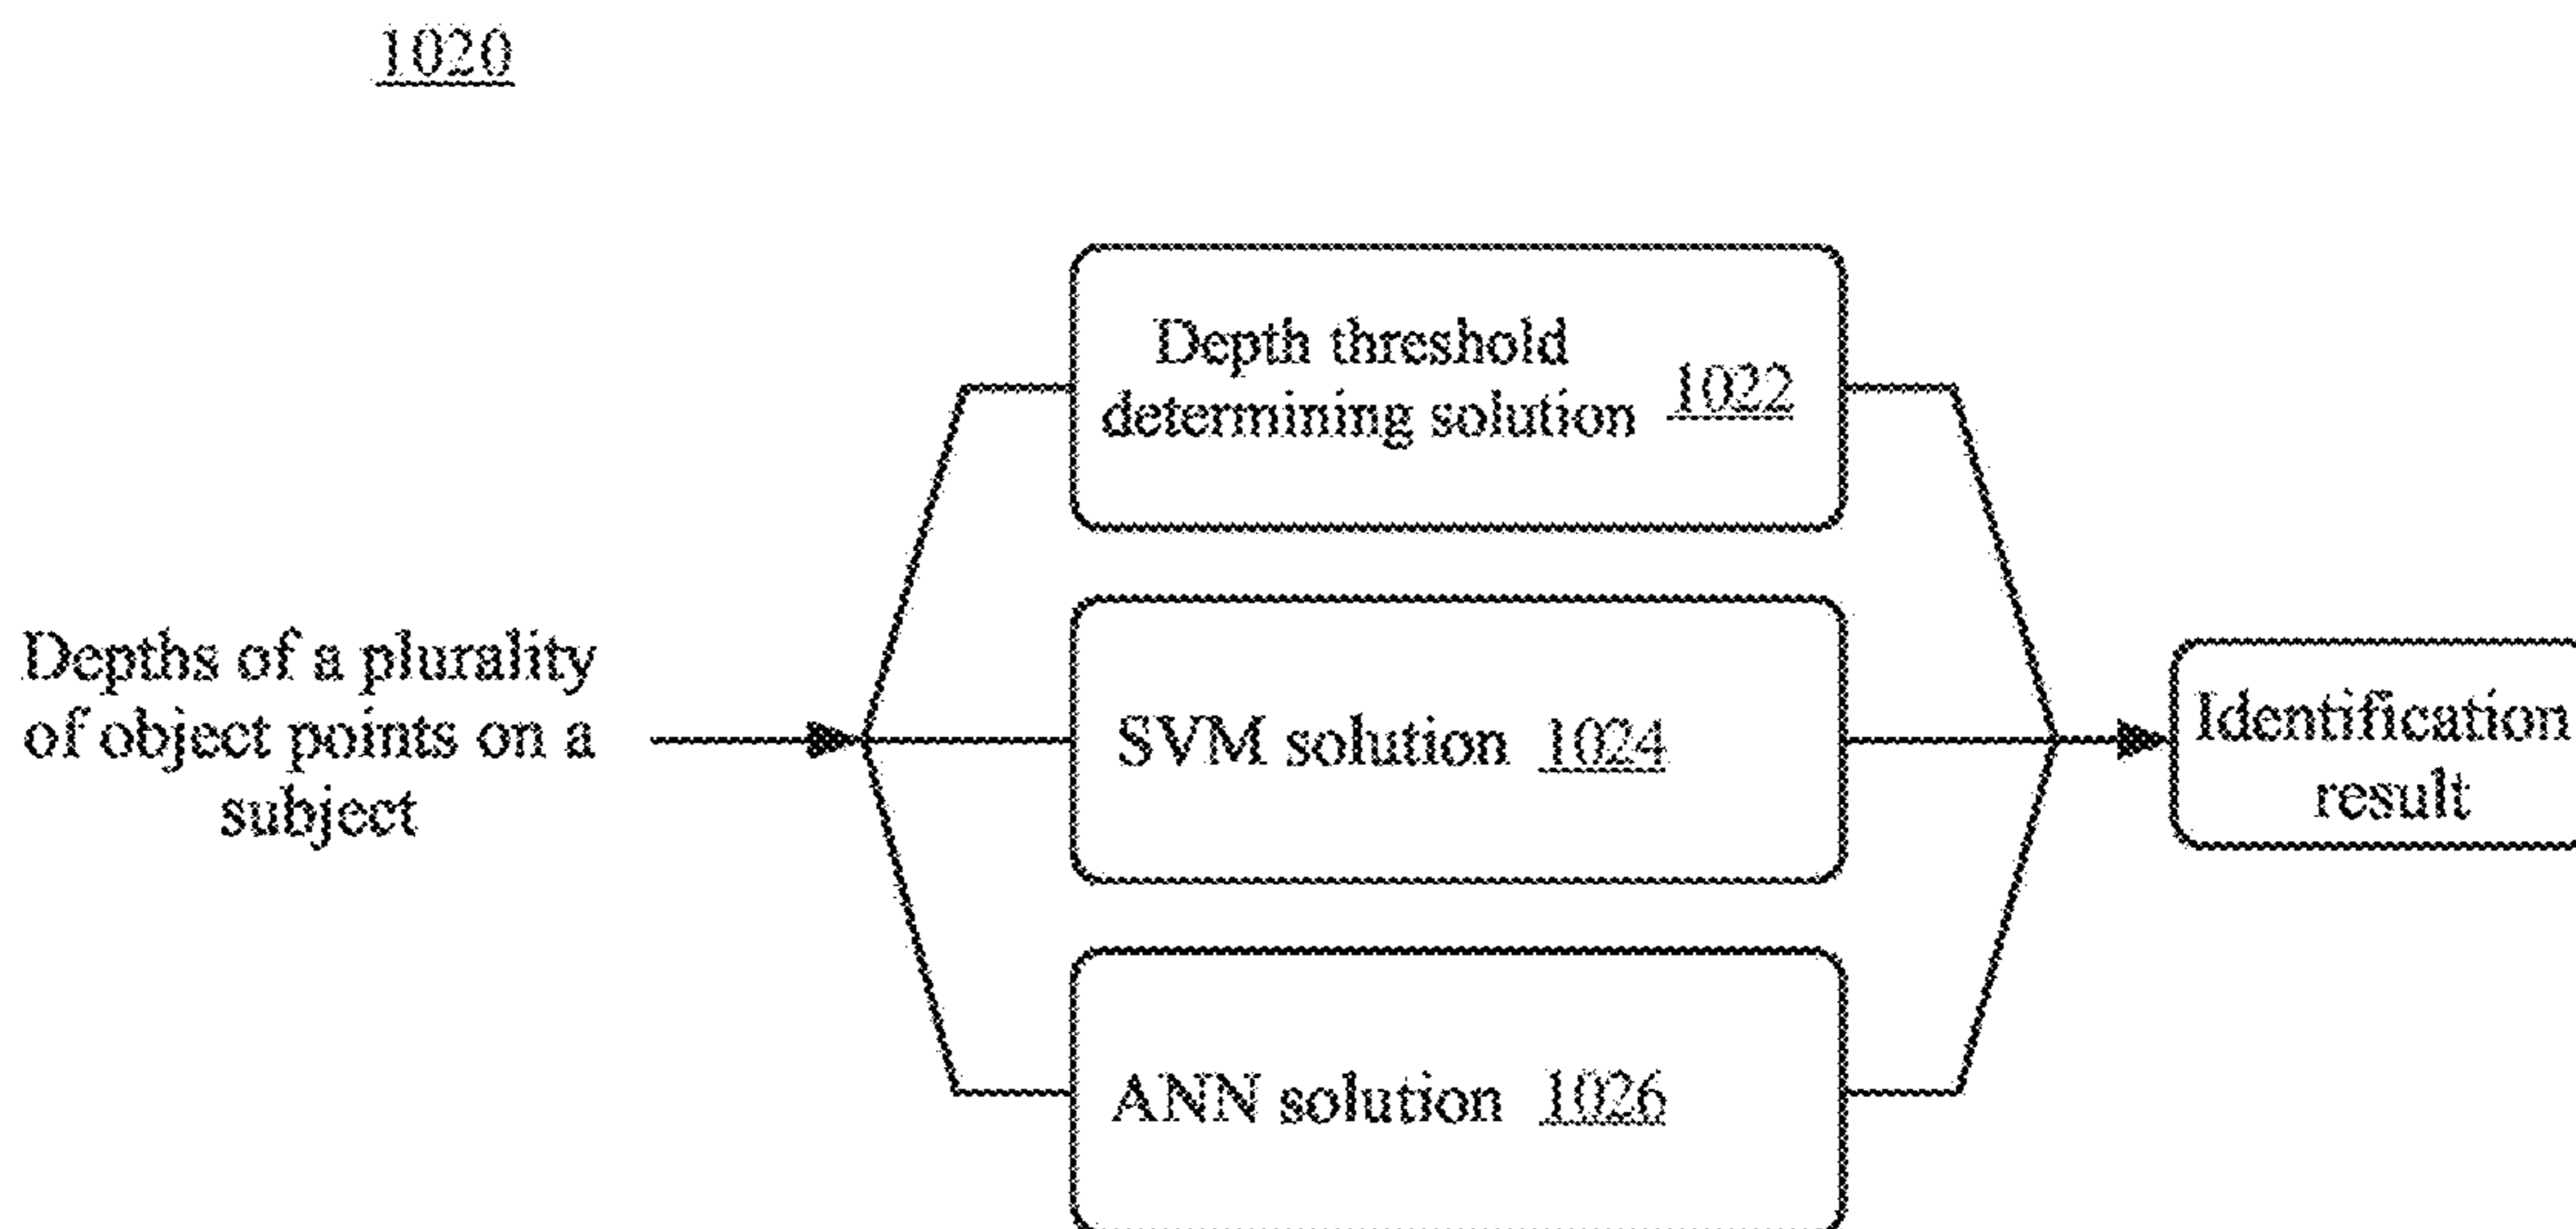 1020
Depth threshold
determining solution 1022
Depths of a plurality
of object points on a
subject
SVM solution 1024
Identification
result
ANN solution 1026